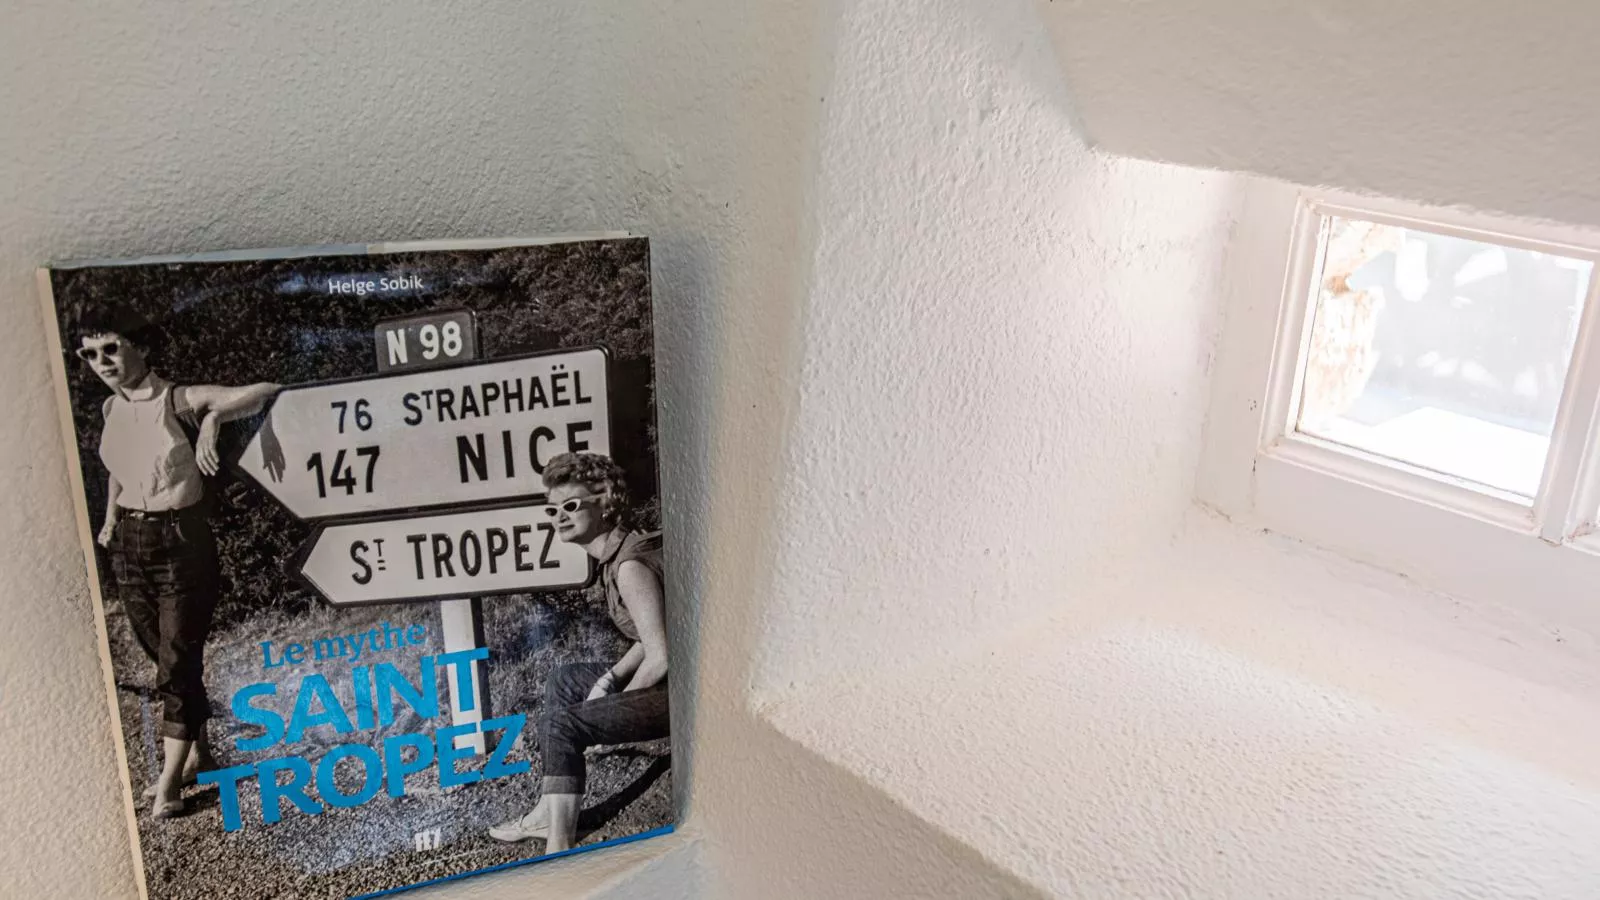 Helge Sobik
N 98
76 ST RAPHAËL
147 NICE
ST TROPEZ
Le mythe
SAINT
TROPEZ